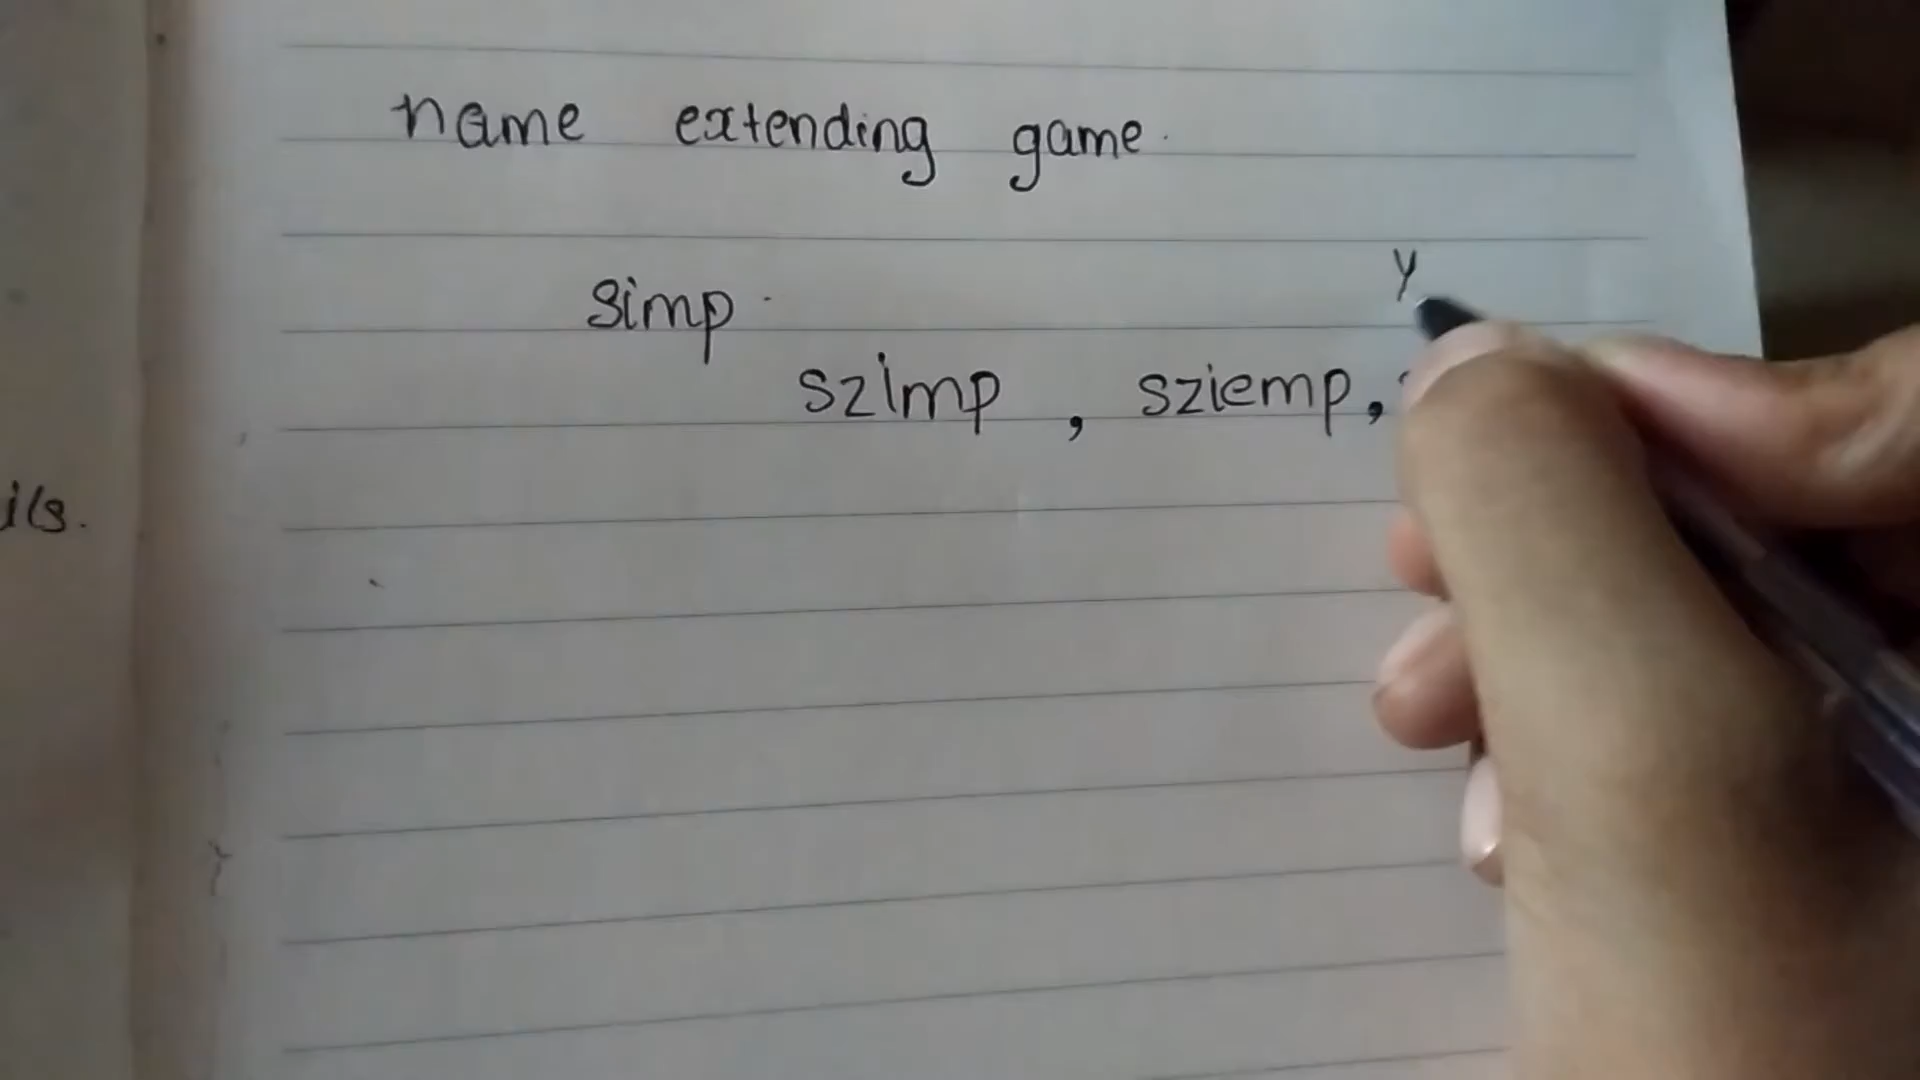 name extending game.
simp.
szimp , sziemp,
Y
ils.